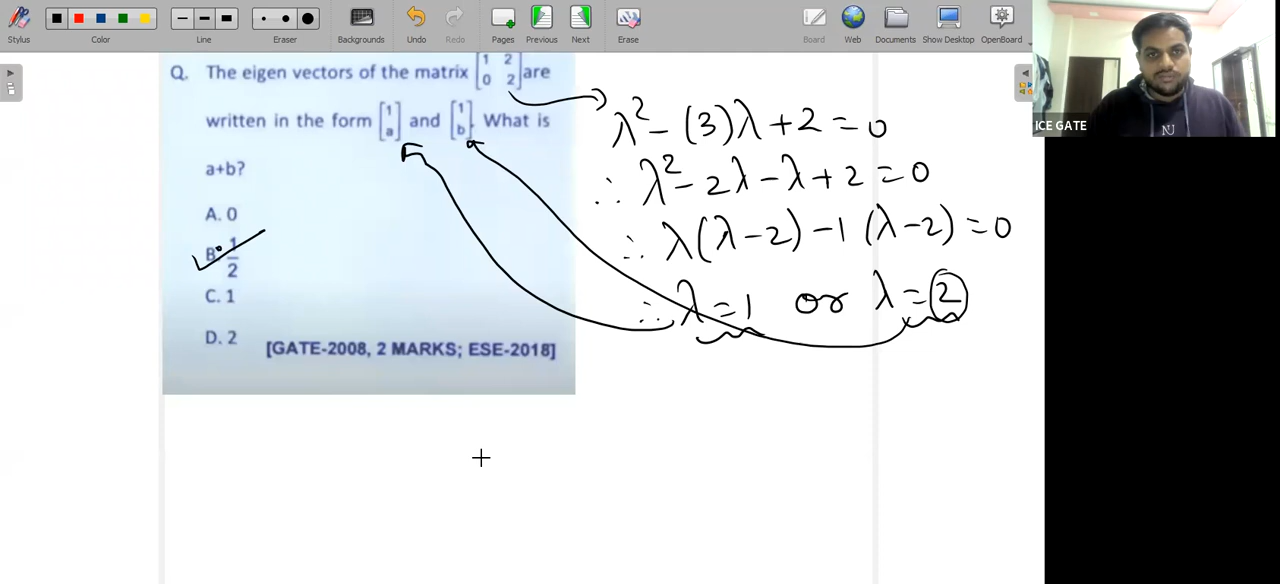 Stylus Color Line Eraser Backgrounds Undo Redo Pages Previous Next Erase Board Web Documents Show Desktop OpenBoard
ICE GATE
Q. The eigen vectors of the matrix [1 2
0 2] are
written in the form [1
a] and [1
b]. What is
a+b?
A. 0
B. 1/2
C. 1
D. 2
[GATE-2008, 2 MARKS; ESE-2018]
λ² - (3)λ + 2 = 0
∴ λ² - 2λ - λ + 2 = 0
∴ λ(λ-2) - 1(λ-2) = 0
∴ λ = 1 or λ = 2